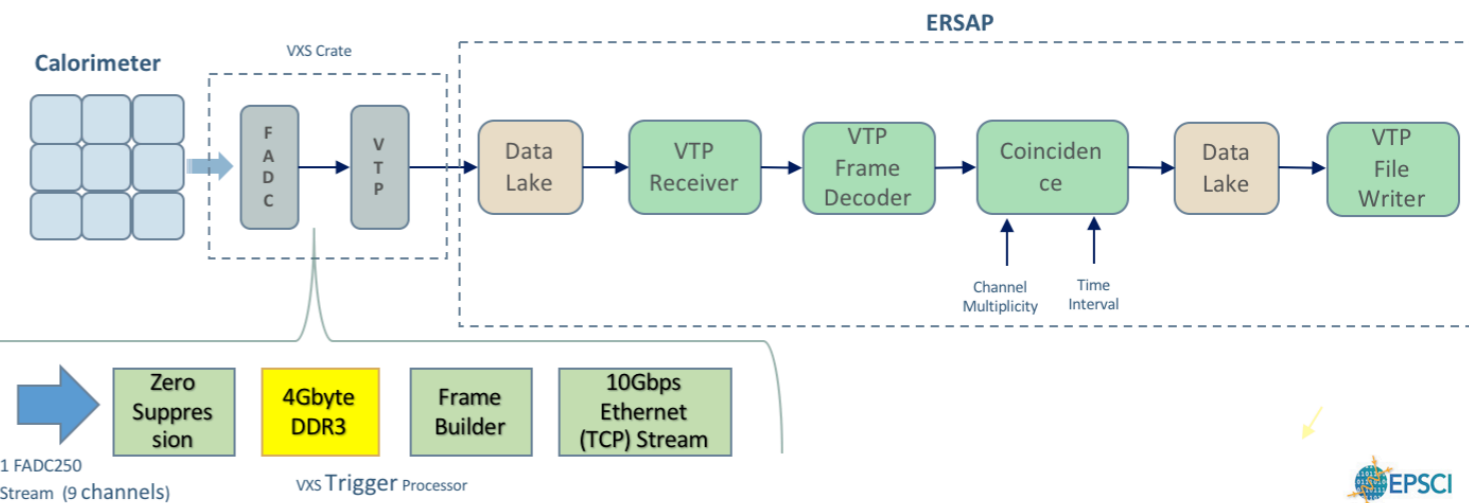 ERSAP
VXS Crate
Calorimeter
F
A
D
C
V
T
P
Data
Lake
VTP
Receiver
VTP
Frame
Decoder
Coinciden
ce
Data
Lake
VTP
File
Writer
Channel
Multiplicity
Time
Interval
Zero
Suppres
sion
4Gbyte
DDR3
Frame
Builder
10Gbps
Ethernet
(TCP) Stream
1 FADC250
Stream (9 channels)
VXS Trigger Processor
EPSCI